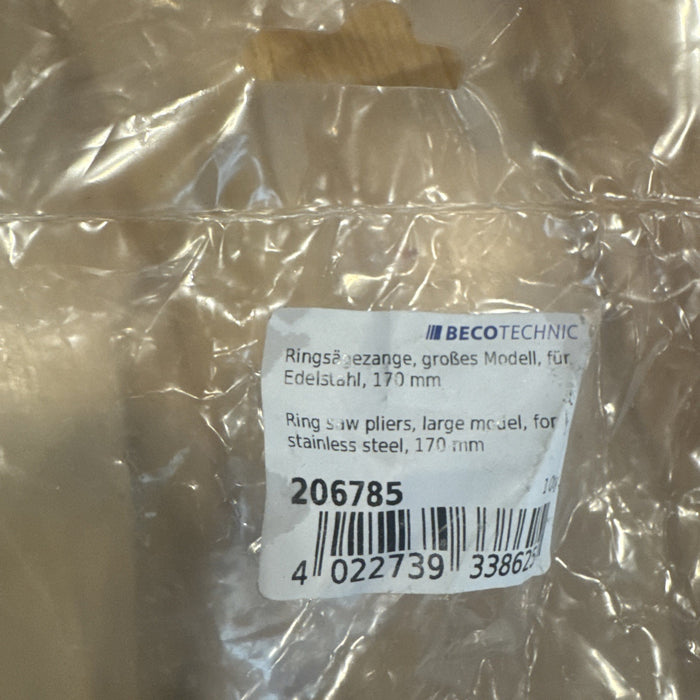 BECOTECHNIC
Ringsägezange, großes Modell, für
Edelstahl, 170 mm
Ring saw pliers, large model, for
stainless steel, 170 mm
206785
4 022739 338625